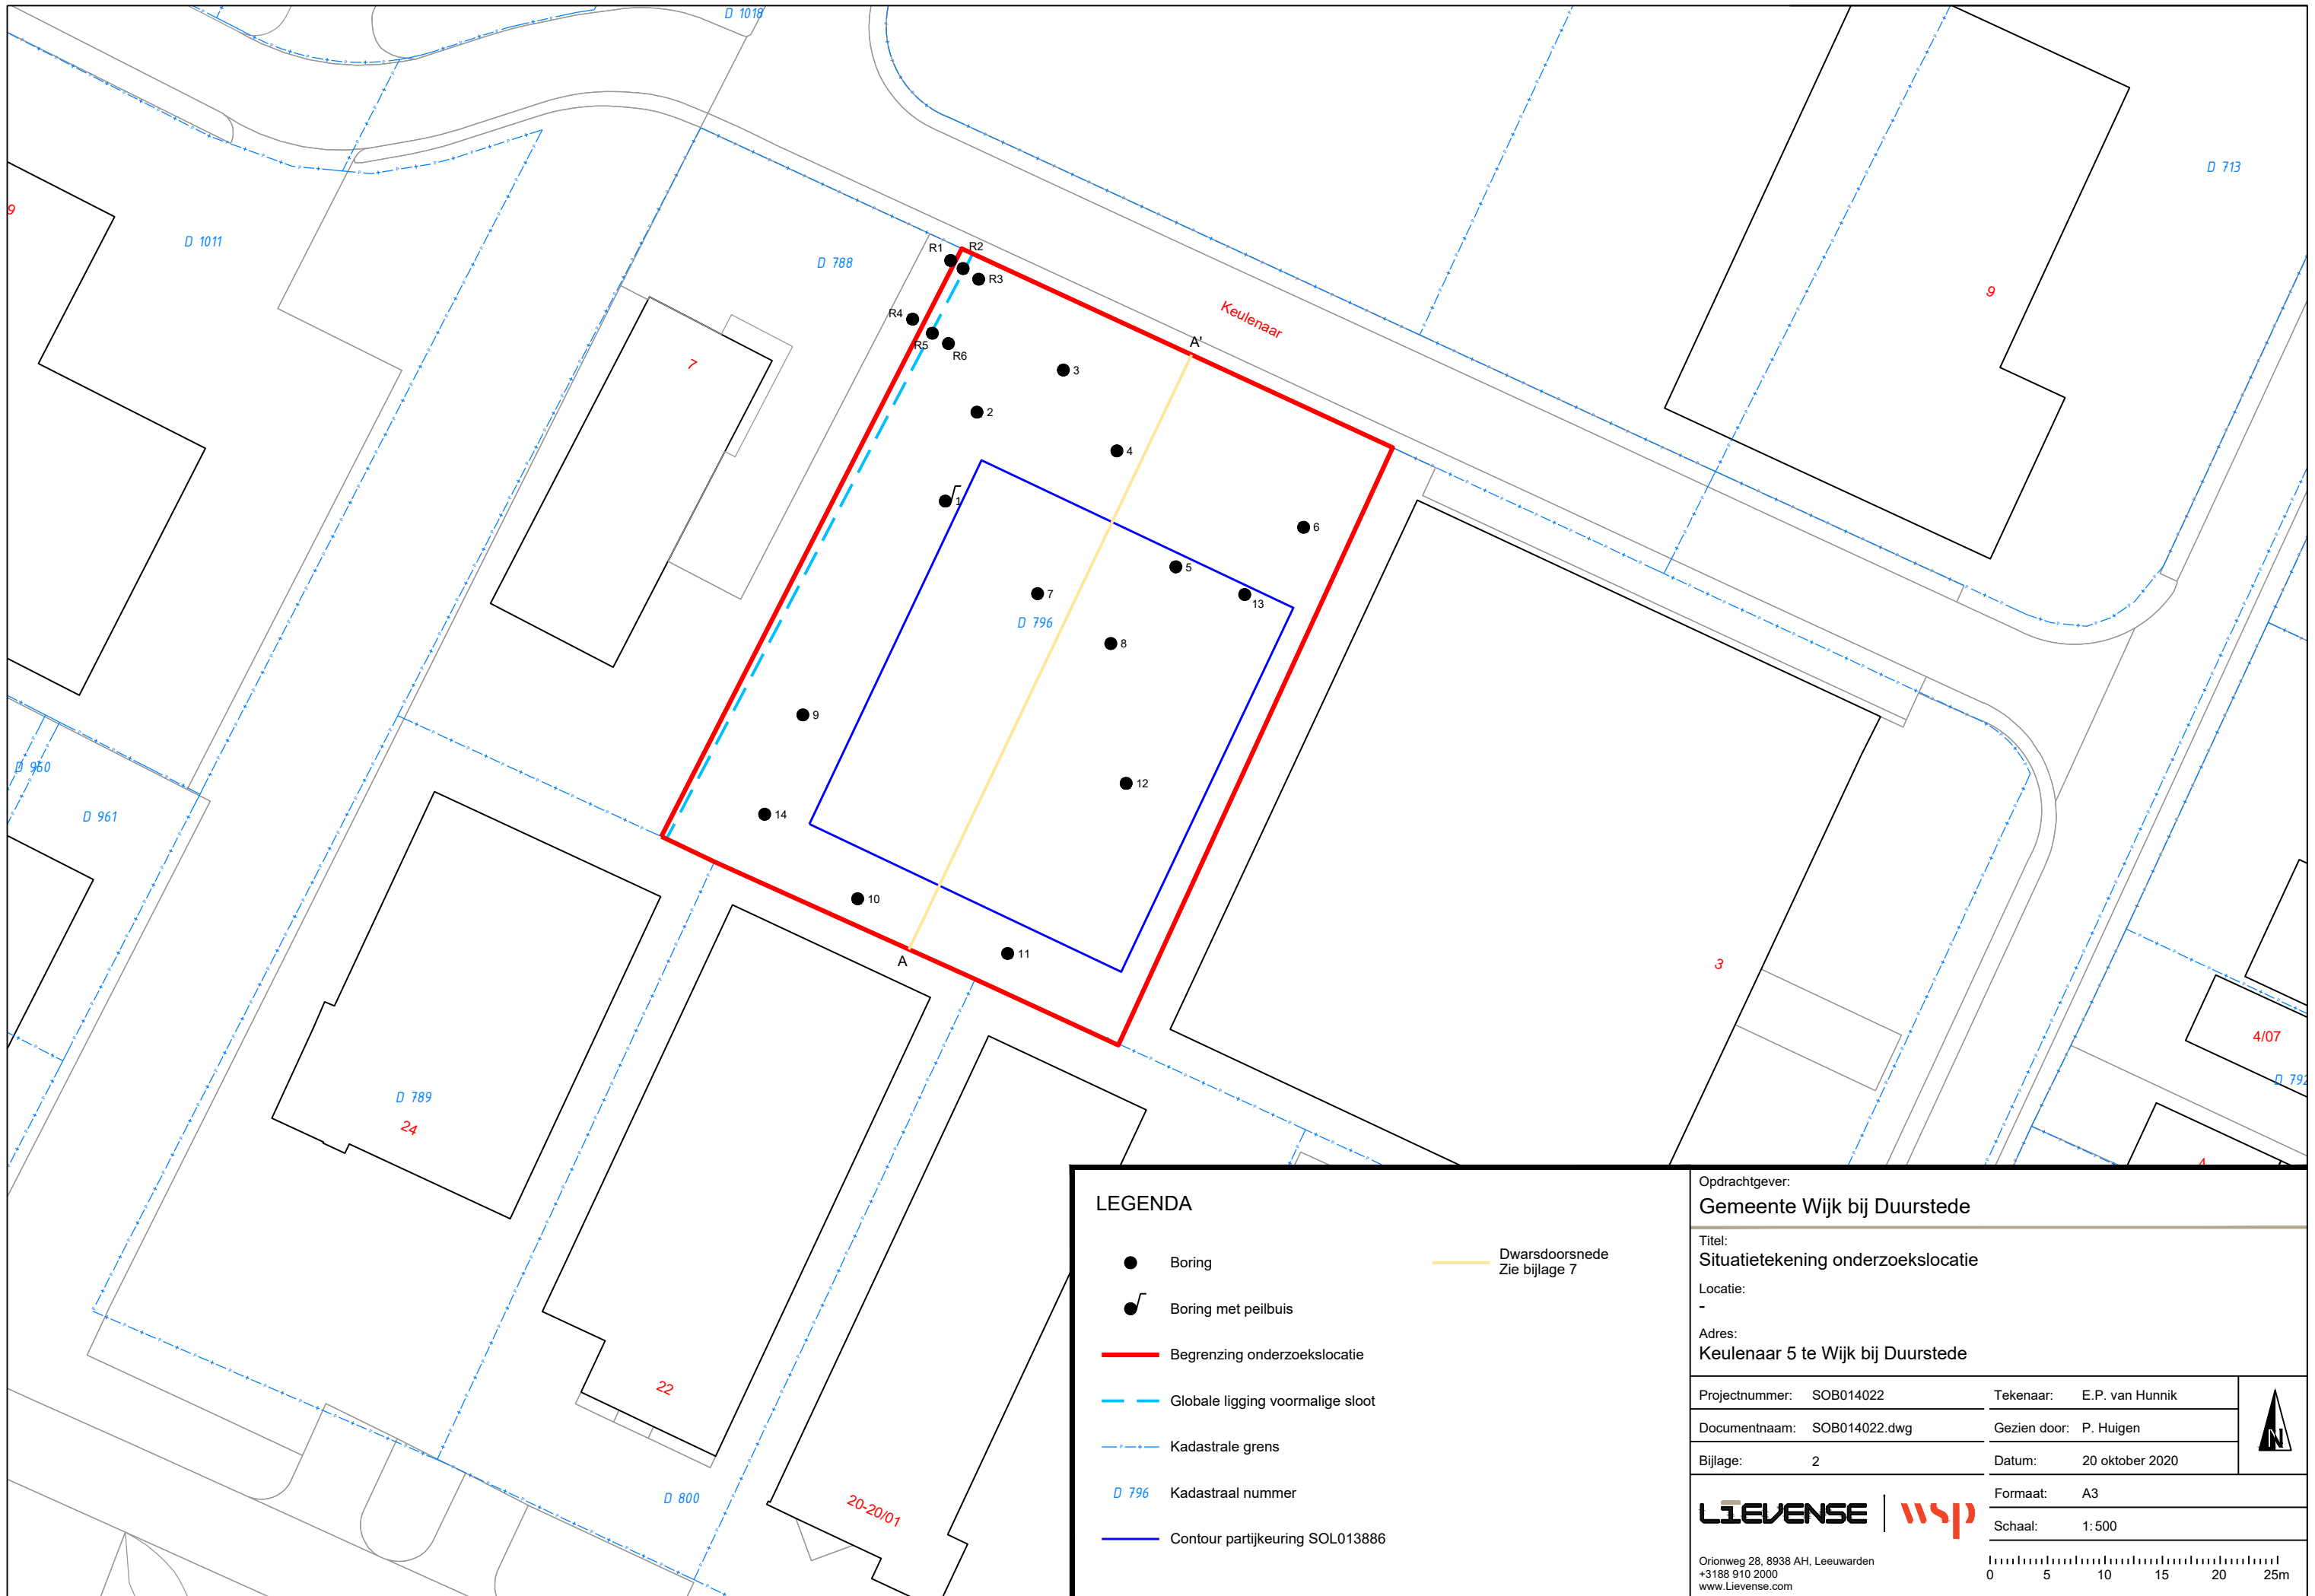 D 1018
D 713
9
D 1011
D 788
R1
R2
R3
R4
R5
R6
Keulenaar
9
A'
7
3
2
4
1
6
5
7
13
D 796
8
9
D 960
12
D 961
14
10
11
A
3
4/07
D 792
D 789
24
4
22
D 800
20-20/01
LEGENDA
Boring
Dwarsdoorsnede
Zie bijlage 7
Boring met peilbuis
Begrenzing onderzoekslocatie
Globale ligging voormalige sloot
Kadastrale grens
D 796 Kadastraal nummer
Contour partijkeuring SOL013886
Opdrachtgever:
Gemeente Wijk bij Duurstede
Titel:
Situatietekening onderzoekslocatie
Locatie:
-
Adres:
Keulenaar 5 te Wijk bij Duurstede
Projectnummer: SOB014022
Tekenaar: E.P. van Hunnik
Documentnaam: SOB014022.dwg
Gezien door: P. Huigen
Bijlage: 2
Datum: 20 oktober 2020
N
LIEVENSE | wsp
Formaat: A3
Schaal: 1:500
Orionweg 28, 8938 AH, Leeuwarden
+3188 910 2000
www.Lievense.com
0 5 10 15 20 25m